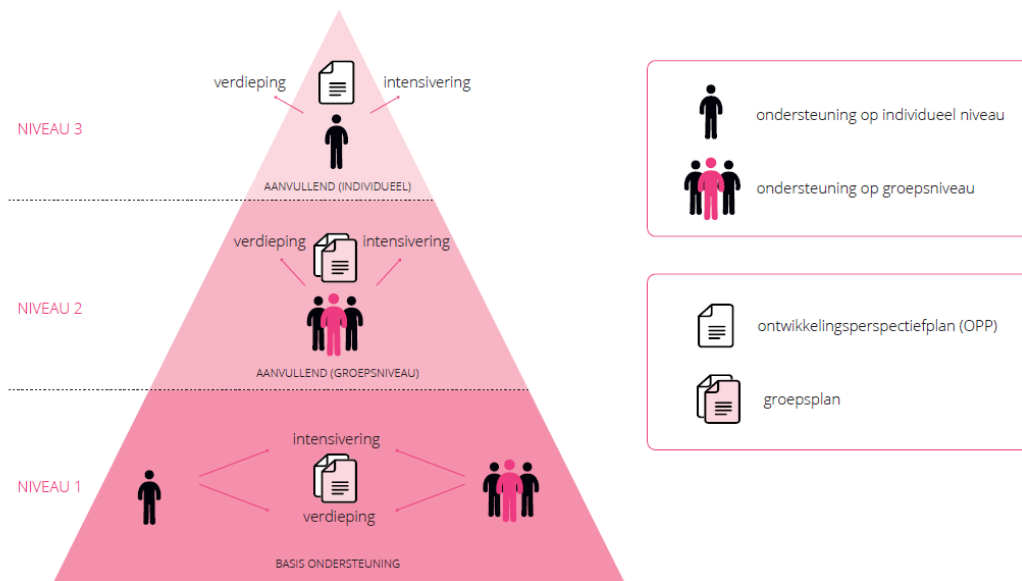 verdieping
intensivering
NIVEAU 3
AANVULLEND (INDIVIDUEEL)
verdieping
intensivering
NIVEAU 2
AANVULLEND (GROEPSNIVEAU)
intensivering
NIVEAU 1
verdieping
BASIS ONDERSTEUNING
ondersteuning op individueel niveau
ondersteuning op groepsniveau
ontwikkelingsperspectiefplan (OPP)
groepsplan